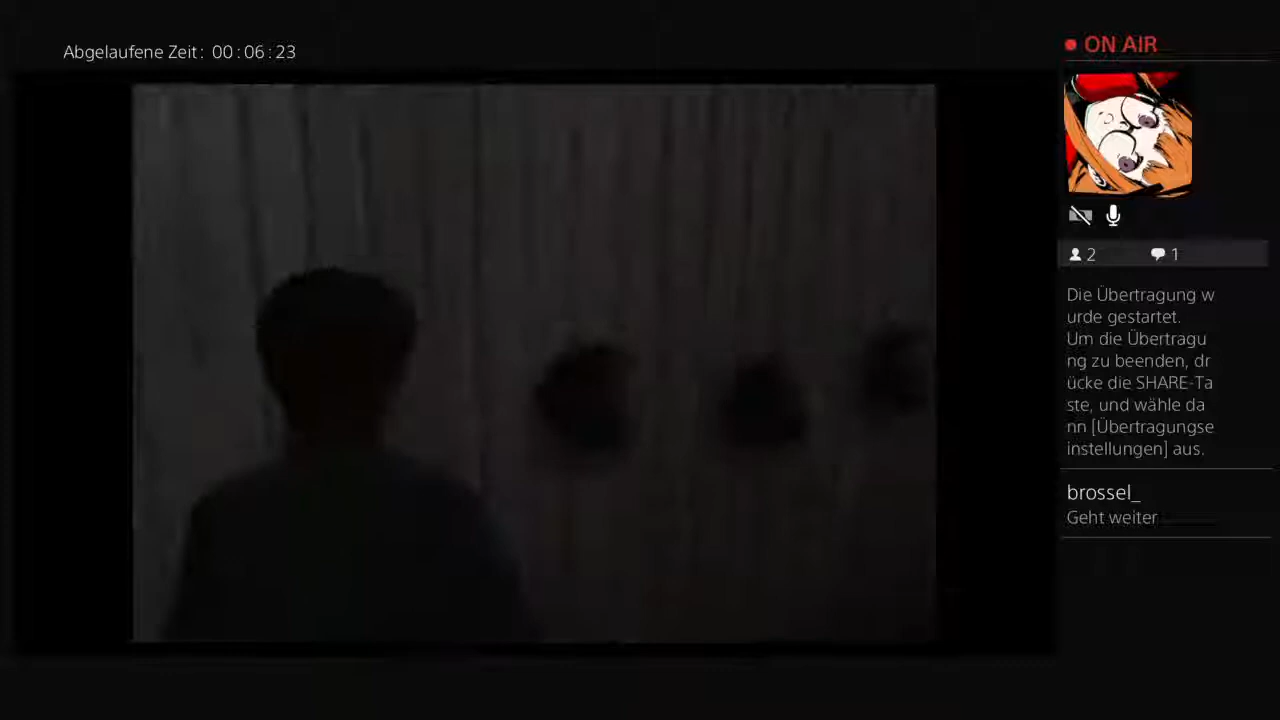 Abgelaufene Zeit: 00:06:23
ON AIR
2 1
Die Übertragung w
urde gestartet.
Um die Übertragu
ng zu beenden, dr
ücke die SHARE-Ta
ste, und wähle da
nn [Übertragungse
instellungen] aus.
brossel_
Geht weiter